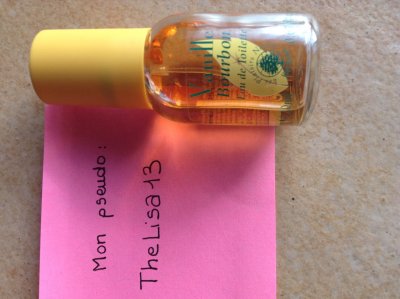 Vanille
Bourbon
Eau de Toilette
Mon pseudo:
TheLisa13